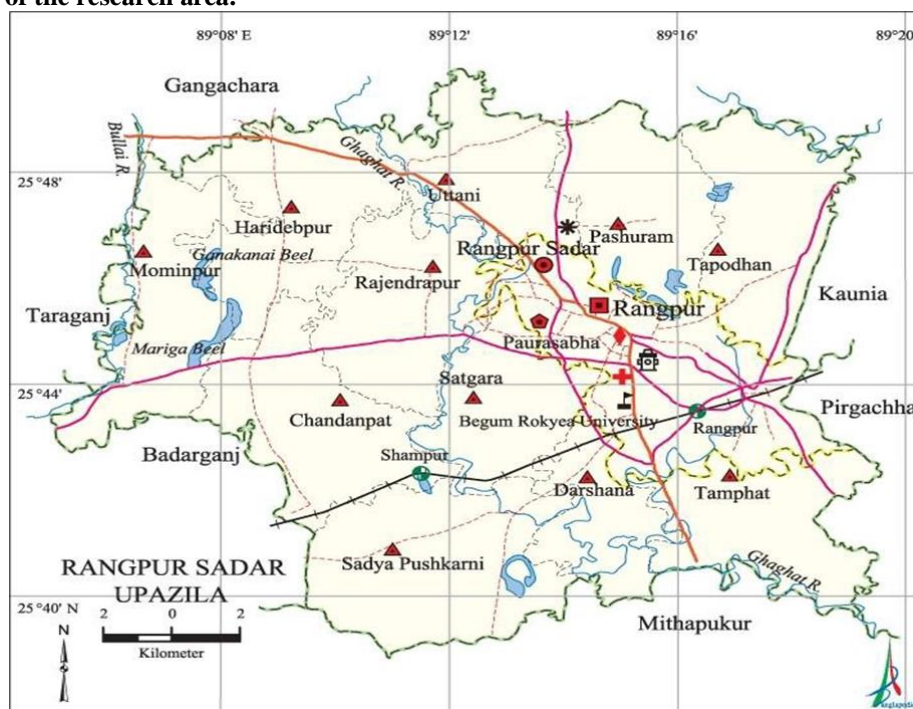 of the research area.
89°08' E
89°12'
89°16'
89°20'
Gangachara
Bullai R.
Ghaghat R.
25°48'
Uttani
Haridebpur
Pashuram
Rangpur Sadar
Mominpur
Ganakanai Beel
Rajendrapur
Tapodhan
Kaunia
Taraganj
Rangpur
Paurasabha
Mariga Beel
25°44'
Satgara
Chandanpat
Begum Rokyea University
Rangpur
Pirgachha
Badarganj
Shampur
Darshana
Tamphat
Sadya Pushkarni
RANGPUR SADAR
UPAZILA
Ghaghat R.
25°40' N
2 0 2
Kilometer
N
Mithapukur